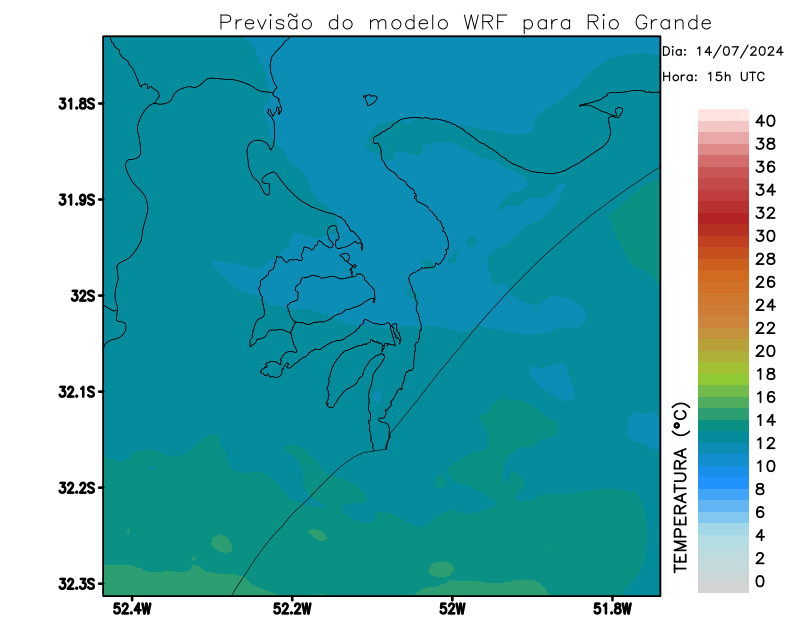 Previsão do modelo WRF para Rio Grande
Dia: 14/07/2024
Hora: 15h UTC
31.8S
31.9S
32S
32.1S
32.2S
32.3S
52.4W
52.2W
52W
51.8W
TEMPERATURA (°C)
40
38
36
34
32
30
28
26
24
22
20
18
16
14
12
10
8
6
4
2
0